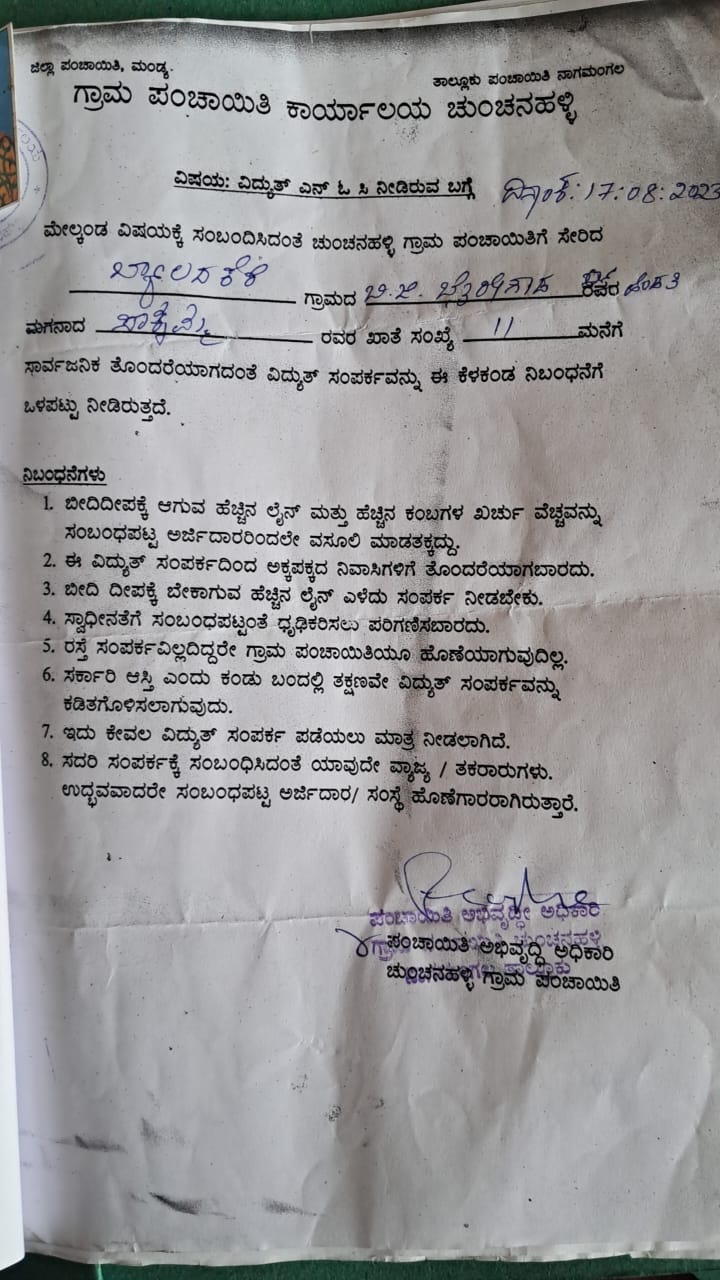 ಜಿಲ್ಲಾ ಪಂಚಾಯಿತಿ, ಮಂಡ್ಯ.
ತಾಲ್ಲೂಕು ಪಂಚಾಯಿತಿ ನಾಗಮಂಗಲ
ಗ್ರಾಮ ಪಂಚಾಯಿತಿ ಕಾರ್ಯಾಲಯ ಚುಂಚನಹಳ್ಳಿ
ವಿಷಯ: ವಿದ್ಯುತ್ ಎನ್ ಓ ಸಿ ನೀಡಿರುವ ಬಗ್ಗೆ
ದಿನಾಂಕ: 17:08:2023
ಮೇಲ್ಕಂಡ ವಿಷಯಕ್ಕೆ ಸಂಬಂದಿಸಿದಂತೆ ಚುಂಚನಹಳ್ಳಿ ಗ್ರಾಮ ಪಂಚಾಯಿತಿಗೆ ಸೇರಿದ
ಬ್ಯಾಲದಕೆರೆ ಗ್ರಾಮದ ಬಿ.ಜಿ. ರವರ ಹೆಂಡತಿ
ಮಗನಾದ ರವರ ಖಾತೆ ಸಂಖ್ಯೆ 11 ಮನೆಗೆ
ಸಾರ್ವಜನಿಕ ತೊಂದರೆಯಾಗದಂತೆ ವಿದ್ಯುತ್ ಸಂಪರ್ಕವನ್ನು ಈ ಕೆಳಕಂಡ ನಿಬಂಧನೆಗೆ
ಒಳಪಟ್ಟು ನೀಡಿರುತ್ತದೆ.
ನಿಬಂಧನೆಗಳು
1. ಬೀದಿದೀಪಕ್ಕೆ ಆಗುವ ಹೆಚ್ಚಿನ ಲೈನ್ ಮತ್ತು ಹೆಚ್ಚಿನ ಕಂಬಗಳ ಖರ್ಚು ವೆಚ್ಚವನ್ನು
ಸಂಬಂಧಪಟ್ಟ ಅರ್ಜಿದಾರರಿಂದಲೇ ವಸೂಲಿ ಮಾಡತಕ್ಕದ್ದು.
2. ಈ ವಿದ್ಯುತ್ ಸಂಪರ್ಕದಿಂದ ಅಕ್ಕಪಕ್ಕದ ನಿವಾಸಿಗಳಿಗೆ ತೊಂದರೆಯಾಗಬಾರದು.
3. ಬೀದಿ ದೀಪಕ್ಕೆ ಬೇಕಾಗುವ ಹೆಚ್ಚಿನ ಲೈನ್ ಎಳೆದು ಸಂಪರ್ಕ ನೀಡಬೇಕು.
4. ಸ್ವಾಧೀನತೆಗೆ ಸಂಬಂಧಪಟ್ಟಂತೆ ಧೃಢಿಕರಿಸಲು ಪರಿಗಣಿಸಬಾರದು.
5. ರಸ್ತೆ ಸಂಪರ್ಕವಿಲ್ಲದಿದ್ದರೇ ಗ್ರಾಮ ಪಂಚಾಯಿತಿಯೂ ಹೊಣೆಯಾಗುವುದಿಲ್ಲ.
6. ಸರ್ಕಾರಿ ಆಸ್ತಿ ಎಂದು ಕಂಡು ಬಂದಲ್ಲಿ ತಕ್ಷಣವೇ ವಿದ್ಯುತ್ ಸಂಪರ್ಕವನ್ನು
ಕಡಿತಗೊಳಿಸಲಾಗುವುದು.
7. ಇದು ಕೇವಲ ವಿದ್ಯುತ್ ಸಂಪರ್ಕ ಪಡೆಯಲು ಮಾತ್ರ ನೀಡಲಾಗಿದೆ.
8. ಸದರಿ ಸಂಪರ್ಕಕ್ಕೆ ಸಂಬಂಧಿಸಿದಂತೆ ಯಾವುದೇ ವ್ಯಾಜ್ಯ / ತಕರಾರುಗಳು.
ಉದ್ಭವವಾದರೇ ಸಂಬಂಧಪಟ್ಟ ಅರ್ಜಿದಾರ/ ಸಂಸ್ಥೆ ಹೊಣೆಗಾರರಾಗಿರುತ್ತಾರೆ.
ಪಂಚಾಯಿತಿ ಅಭಿವೃದ್ಧೀ ಅಧಿಕಾರಿ
ಪಂಚಾಯಿತಿ ಅಭಿವೃದ್ಧಿ ಅಧಿಕಾರಿ
ಚುಂಚನಹಳ್ಳಿ ಗ್ರಾಮ ಪಂಚಾಯಿತಿ